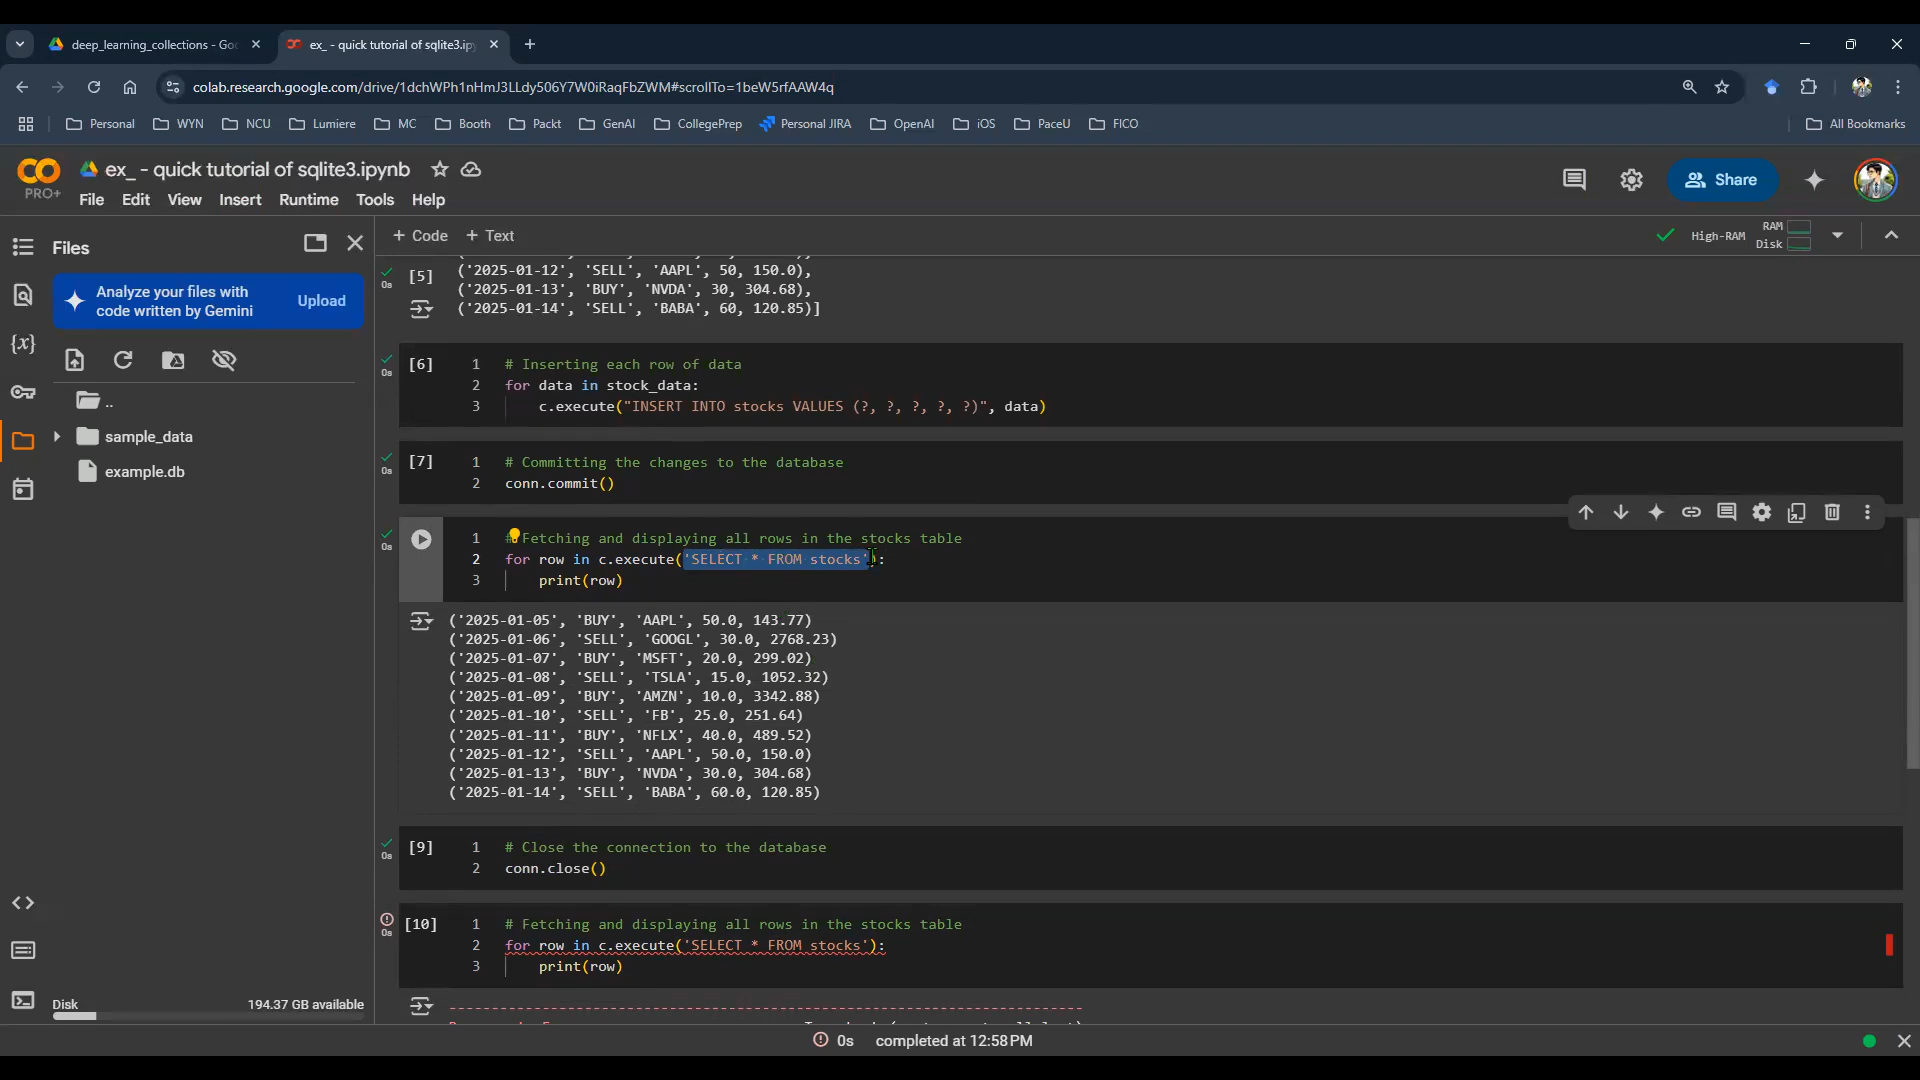 deep_learning_collections - Goo
ex_ - quick tutorial of sqlite3.ip
colab.research.google.com/drive/1dchWPh1nHmJ3LLdy506Y7W0iRaqFbZWM#scrollTo=1beW5rfAAW4q
Personal WYN NCU Lumiere MC Booth Packt GenAI CollegePrep Personal JIRA OpenAI iOS PaceU FICO All Bookmarks
PRO+
ex_ - quick tutorial of sqlite3.ipynb
Share
File Edit View Insert Runtime Tools Help
Files
+ Code + Text
High-RAM
RAM
Disk
Analyze your files with
code written by Gemini
Upload
..
sample_data
example.db
Disk 194.37 GB available
0s
[5]
('2025-01-12', 'SELL', 'AAPL', 50, 150.0),
('2025-01-13', 'BUY', 'NVDA', 30, 304.68),
('2025-01-14', 'SELL', 'BABA', 60, 120.85)]
0s
[6]
1 # Inserting each row of data
2 for data in stock_data:
3 c.execute("INSERT INTO stocks VALUES (?, ?, ?, ?, ?)", data)
0s
[7]
1 # Committing the changes to the database
2 conn.commit()
0s
1 # Fetching and displaying all rows in the stocks table
2 for row in c.execute('SELECT * FROM stocks'):
3 print(row)
('2025-01-05', 'BUY', 'AAPL', 50.0, 143.77)
('2025-01-06', 'SELL', 'GOOGL', 30.0, 2768.23)
('2025-01-07', 'BUY', 'MSFT', 20.0, 299.02)
('2025-01-08', 'SELL', 'TSLA', 15.0, 1052.32)
('2025-01-09', 'BUY', 'AMZN', 10.0, 3342.88)
('2025-01-10', 'SELL', 'FB', 25.0, 251.64)
('2025-01-11', 'BUY', 'NFLX', 40.0, 489.52)
('2025-01-12', 'SELL', 'AAPL', 50.0, 150.0)
('2025-01-13', 'BUY', 'NVDA', 30.0, 304.68)
('2025-01-14', 'SELL', 'BABA', 60.0, 120.85)
0s
[9]
1 # Close the connection to the database
2 conn.close()
0s
[10]
1 # Fetching and displaying all rows in the stocks table
2 for row in c.execute('SELECT * FROM stocks'):
3 print(row)
0s completed at 12:58 PM